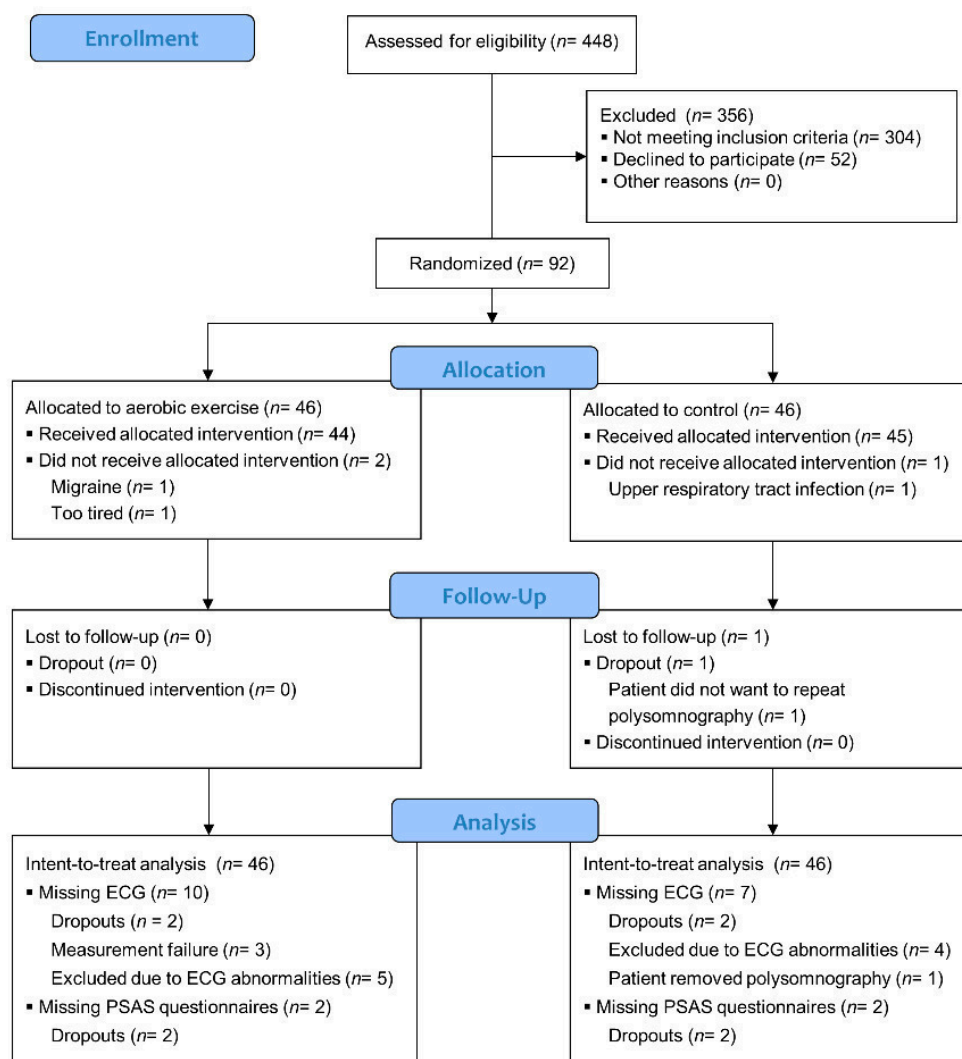 Enrollment
Assessed for eligibility (n= 448)
Excluded (n= 356)
▪ Not meeting inclusion criteria (n= 304)
▪ Declined to participate (n= 52)
▪ Other reasons (n= 0)
Randomized (n= 92)
Allocation
Allocated to aerobic exercise (n= 46)
▪ Received allocated intervention (n= 44)
▪ Did not receive allocated intervention (n= 2)
Migraine (n= 1)
Too tired (n= 1)
Allocated to control (n= 46)
▪ Received allocated intervention (n= 45)
▪ Did not receive allocated intervention (n= 1)
Upper respiratory tract infection (n= 1)
Follow-Up
Lost to follow-up (n= 0)
▪ Dropout (n= 0)
▪ Discontinued intervention (n= 0)
Lost to follow-up (n= 1)
▪ Dropout (n= 1)
Patient did not want to repeat
polysomnography (n= 1)
▪ Discontinued intervention (n= 0)
Analysis
Intent-to-treat analysis (n= 46)
▪ Missing ECG (n= 10)
Dropouts (n = 2)
Measurement failure (n= 3)
Excluded due to ECG abnormalities (n= 5)
▪ Missing PSAS questionnaires (n= 2)
Dropouts (n= 2)
Intent-to-treat analysis (n= 46)
▪ Missing ECG (n= 7)
Dropouts (n= 2)
Excluded due to ECG abnormalities (n= 4)
Patient removed polysomnography (n= 1)
▪ Missing PSAS questionnaires (n= 2)
Dropouts (n= 2)